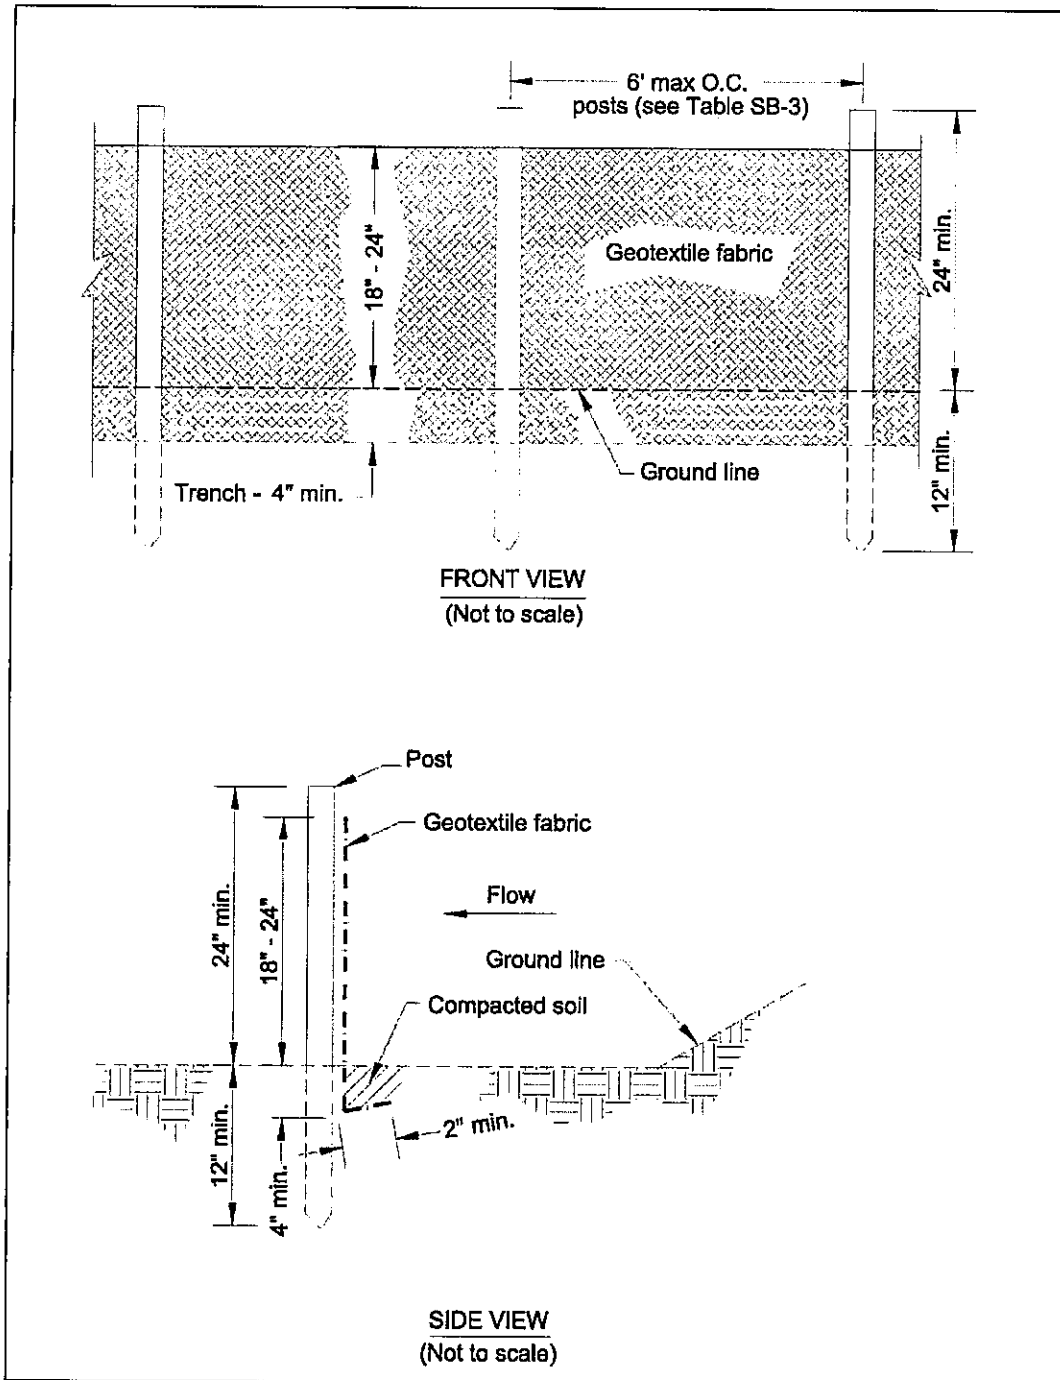 6' max O.C.
posts (see Table SB-3)
18" - 24"
Geotextile fabric
24" min.
Ground line
12" min.
Trench - 4" min.
FRONT VIEW
(Not to scale)
Post
Geotextile fabric
24" min.
18" - 24"
Flow
Ground line
Compacted soil
2" min.
12" min.
4" min.
SIDE VIEW
(Not to scale)